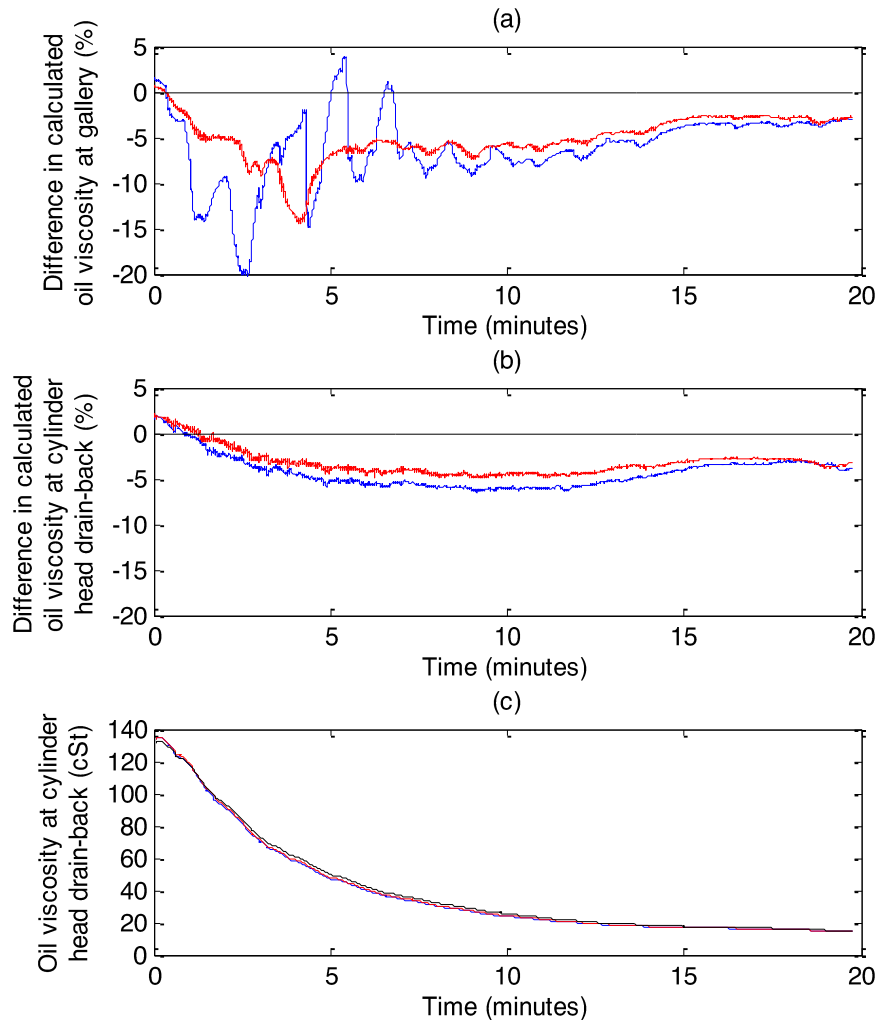 (a)
Difference in calculated
oil viscosity at gallery (%)
5
0
-5
-10
-15
-20
0 5 10 15 20
Time (minutes)
(b)
Difference in calculated
oil viscosity at cylinder
head drain-back (%)
5
0
-5
-10
-15
-20
0 5 10 15 20
Time (minutes)
(c)
Oil viscosity at cylinder
head drain-back (cSt)
140
120
100
80
60
40
20
0
0 5 10 15 20
Time (minutes)